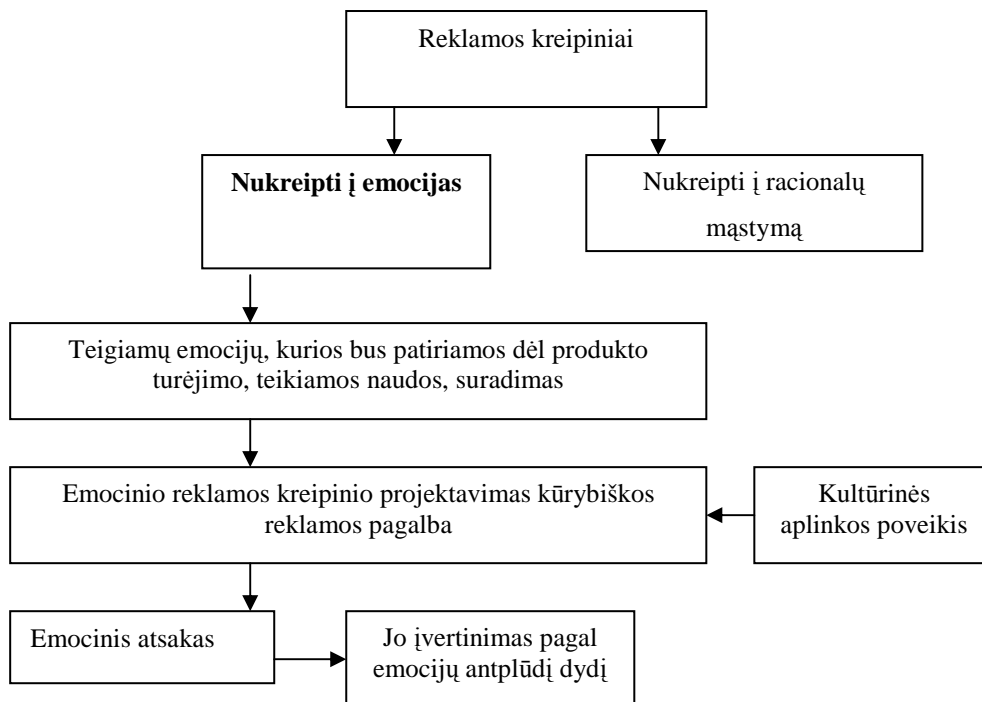 Reklamos kreipiniai
Nukreipti į emocijas
Nukreipti į racionalų
mąstymą
Teigiamų emocijų, kurios bus patiriamos dėl produkto
turėjimo, teikiamos naudos, suradimas
Emocinio reklamos kreipinio projektavimas kūrybiškos
reklamos pagalba
Kultūrinės
aplinkos poveikis
Emocinis atsakas
Jo įvertinimas pagal
emocijų antplūdį dydį